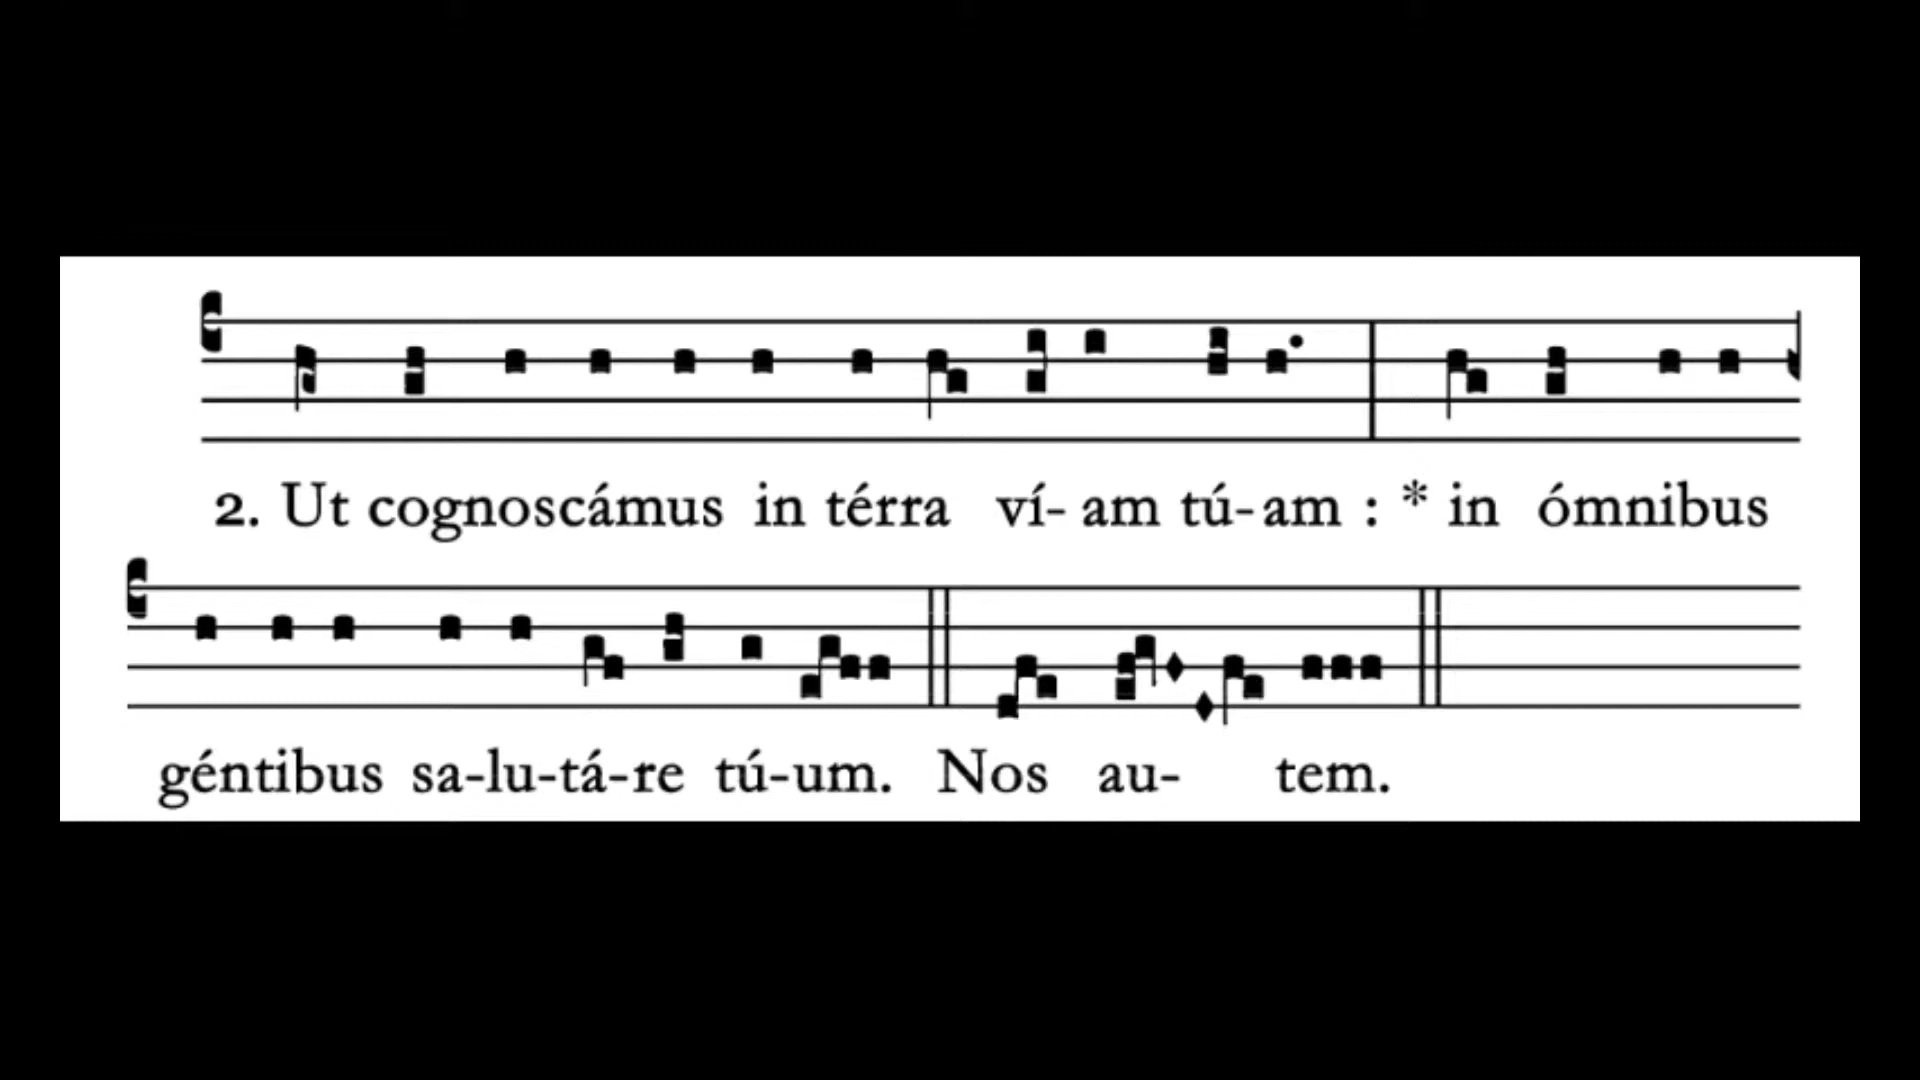 2. Ut cognoscámus in térra ví- am tú-am : * in ómnibus
géntibus sa-lu-tá-re tú-um. Nos au- tem.